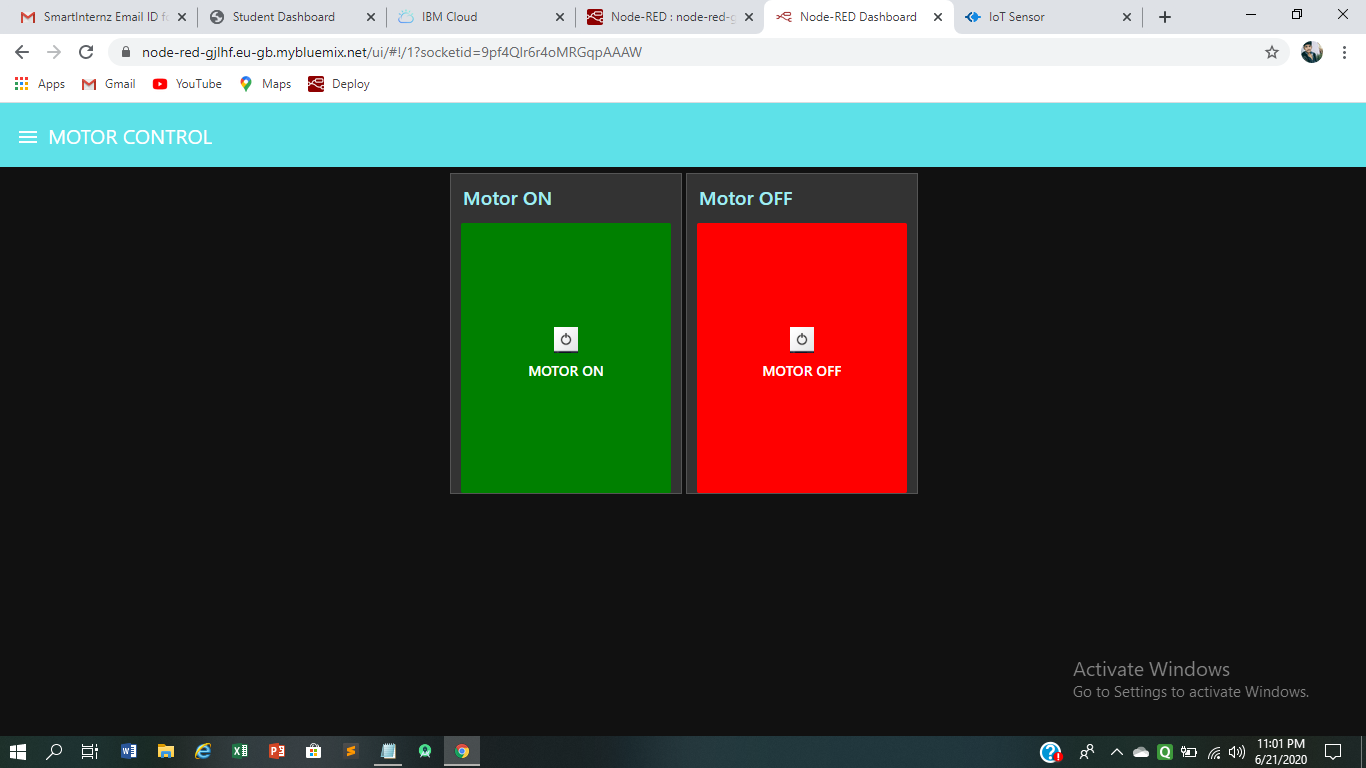 SmartInternz Email ID f
Student Dashboard
IBM Cloud
Node-RED : node-red-g
Node-RED Dashboard
IoT Sensor
node-red-gjlhf.eu-gb.mybluemix.net/ui/#!/1?socketid=9pf4Qlr6r4oMRGqpAAAW
Apps
Gmail
YouTube
Maps
Deploy
MOTOR CONTROL
Motor ON
Motor OFF
MOTOR ON
MOTOR OFF
Activate Windows
Go to Settings to activate Windows.
11:01 PM
6/21/2020